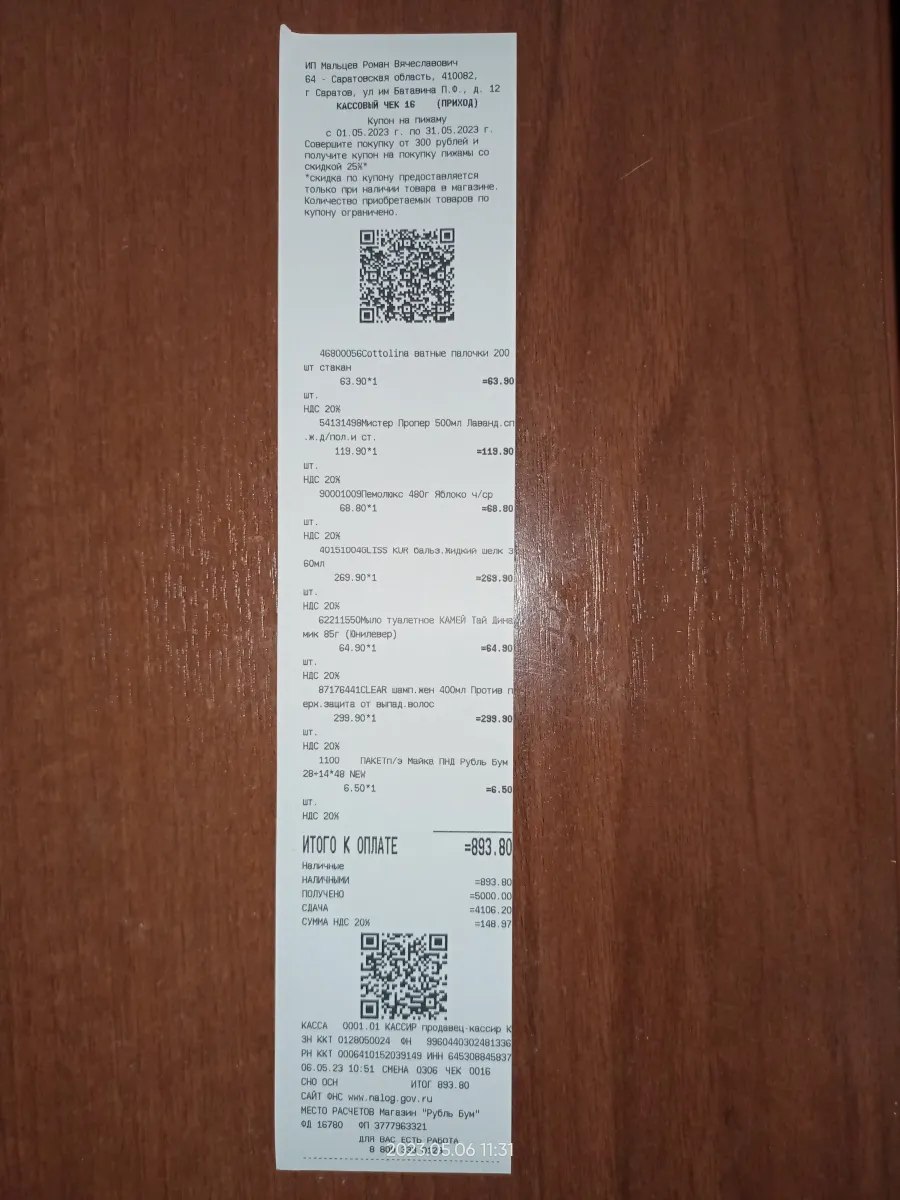 ИП Мальцев Роман Вячеславович
64 - Саратовская область, 410082,
г Саратов, ул им Батавина П.Ф., д. 12
КАССОВЫЙ ЧЕК 16 (ПРИХОД)
Купон на пижаму
с 01.05.2023 г. по 31.05.2023 г.
Совершите покупку от 300 рублей и
получите купон на покупку пижамы со
скидкой 25%*
*скидка по купону предоставляется
только при наличии товара в магазине.
Количество приобретаемых товаров по
купону ограничено.
46800056Cottolina ватные палочки 200
шт стакан
63.90*1 =63.90
шт.
НДС 20%
54131498Мистер Пропер 500мл Лаванд.сп
.ж.д/пол.и ст.
119.90*1 =119.90
шт.
НДС 20%
90001009Пемолюкс 480г Яблоко ч/ср
68.80*1 =68.80
шт.
НДС 20%
40151004GLISS KUR бальз.Жидкий шелк 3
60мл
269.90*1 =269.90
шт.
НДС 20%
62211550Мыло туалетное КАМЕЙ Тай Дина
мик 85г (Юнилевер)
64.90*1 =64.90
шт.
НДС 20%
87176441CLEAR шамп.жен 400мл Против п
ерх.защита от выпад.волос
299.90*1 =299.90
шт.
НДС 20%
1100 ПАКЕТп/э Майка ПНД Рубль Бум
28+14*48 NEW
6.50*1 =6.50
шт.
НДС 20%
ИТОГО К ОПЛАТЕ =893.80
Наличные
НАЛИЧНЫМИ =893.80
ПОЛУЧЕНО =5000.00
СДАЧА =4106.20
СУММА НДС 20% =148.97
КАССА 0001.01 КАССИР продавец-кассир К
ЗН ККТ 0128050024 ФН 9960440302481336
РН ККТ 0006410152039149 ИНН 645308845837
06.05.23 10:51 СМЕНА 0306 ЧЕК 0016
СНО ОСН ИТОГ 893.80
САЙТ ФНС www.nalog.gov.ru
МЕСТО РАСЧЕТОВ Магазин "Рубль Бум"
ФД 16780 ФП 3777963321
ДЛЯ ВАС ЕСТЬ РАБОТА
8 800
2023.05.06 11:31